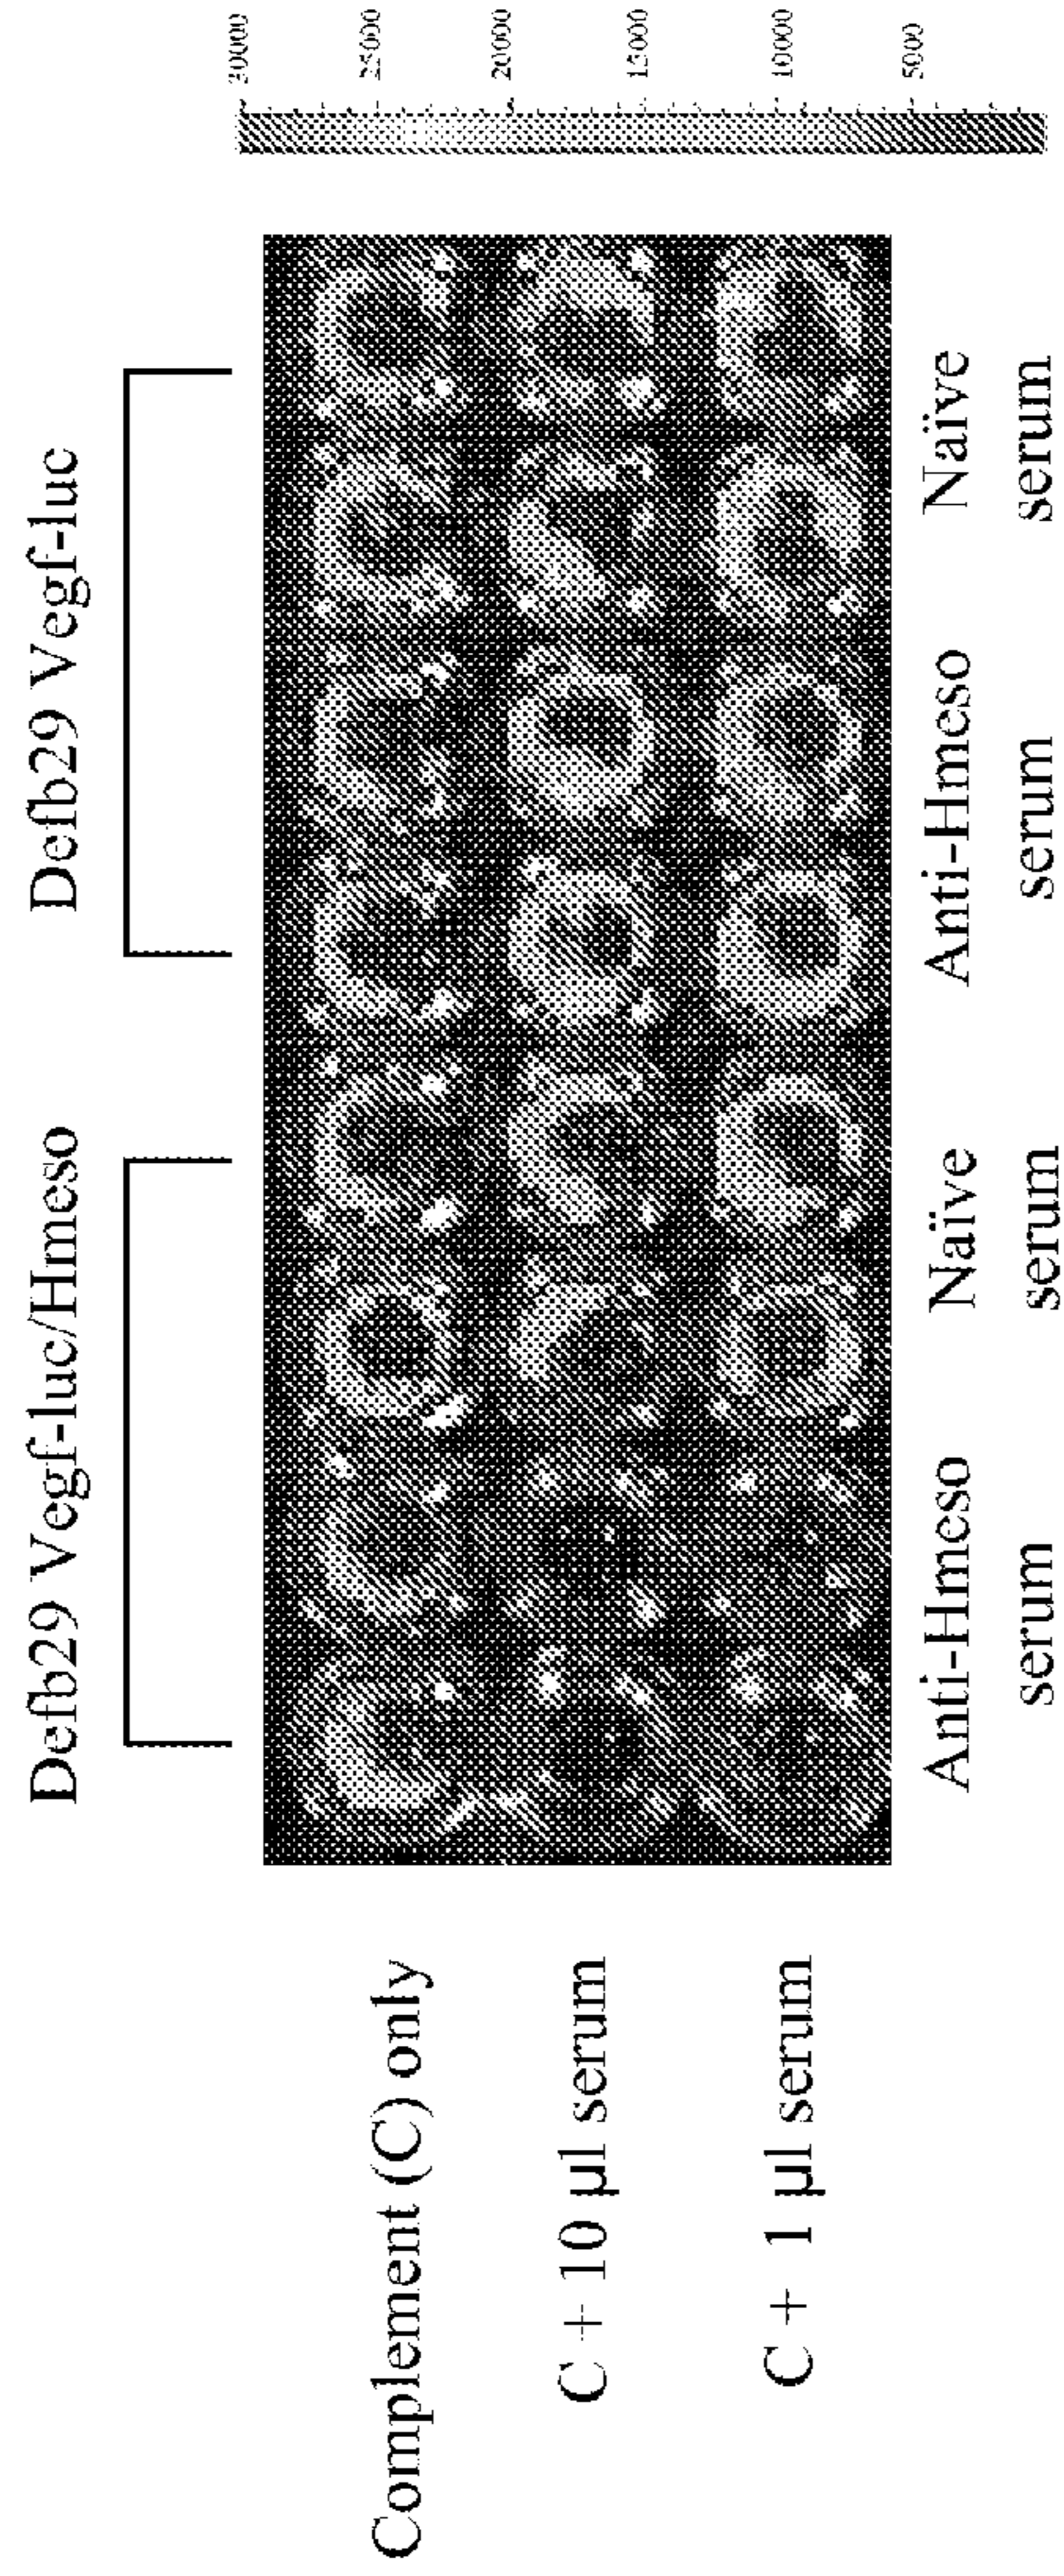 Defb29 Vegf-luc/Hmeso
Defb29 Vegf-luc
Complement (C) only
C + 10 µl serum
C + 1 µl serum
Anti-Hmeso
serum
Naïve
serum
Anti-Hmeso
serum
Naïve
serum
30000
25000
20000
15000
10000
5000